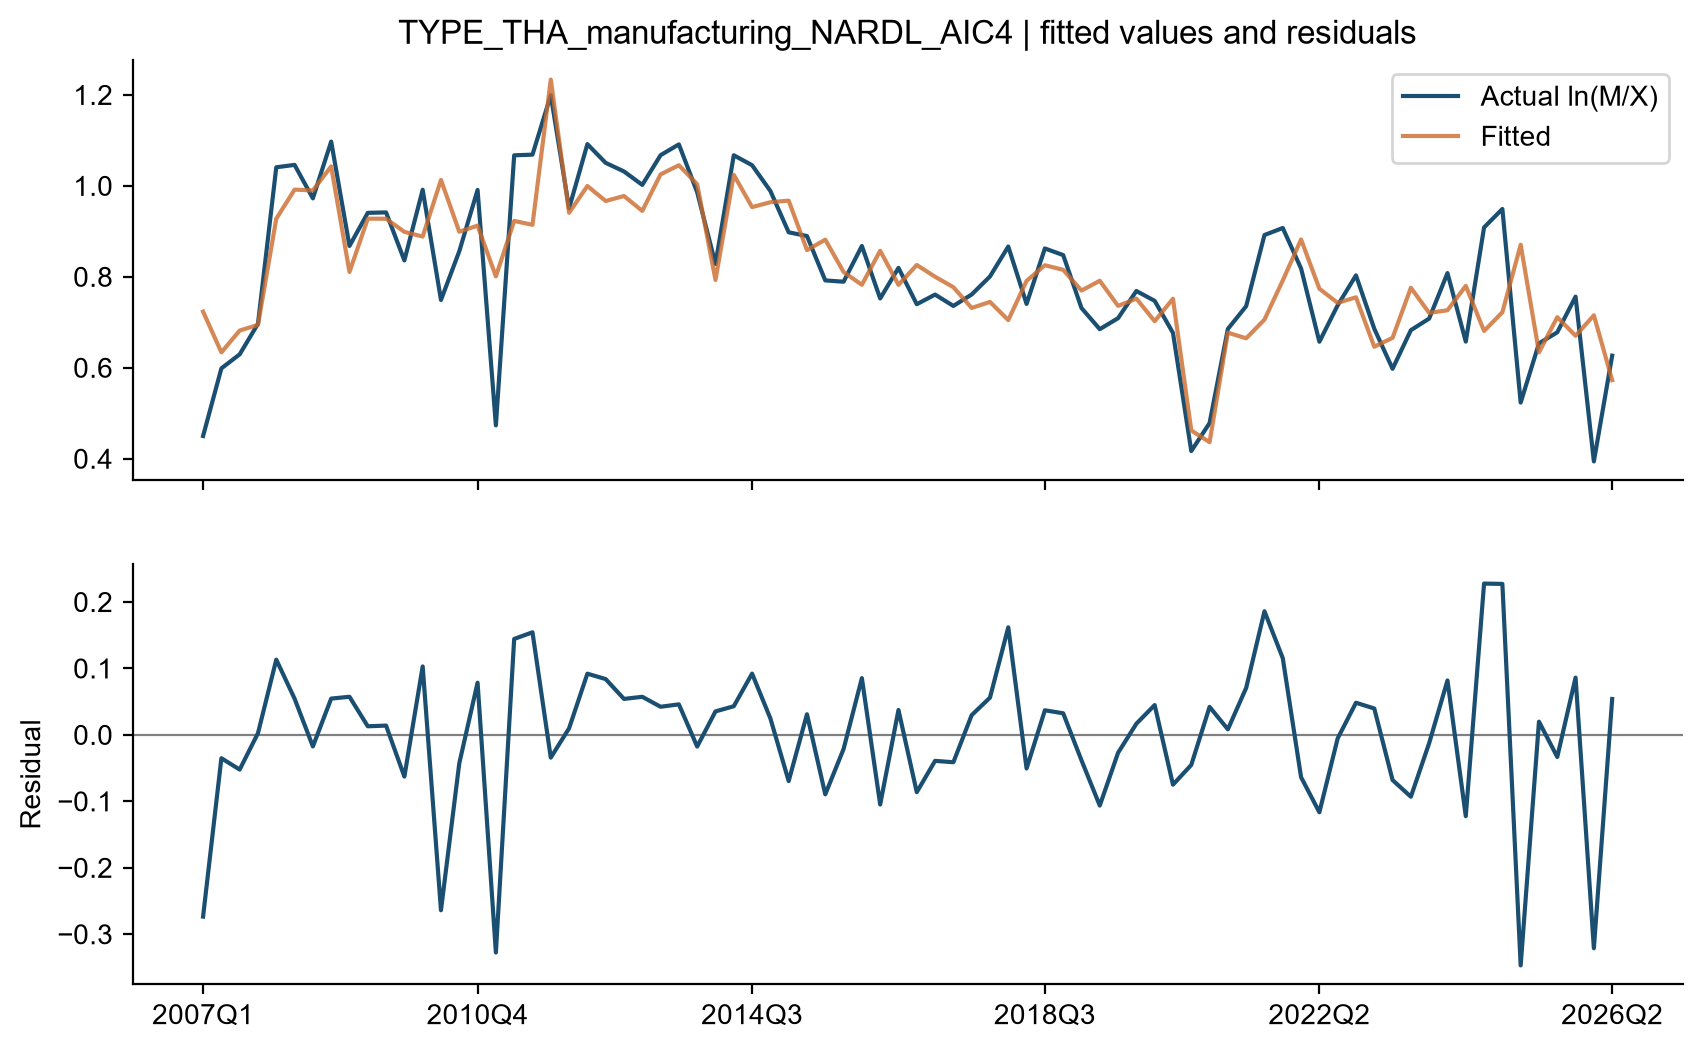 TYPE_THA_manufacturing_NARDL_AIC4 | fitted values and residuals
1.2
1.0
0.8
0.6
0.4
Actual ln(M/X)
Fitted
Residual
0.2
0.1
0.0
−0.1
−0.2
−0.3
2007Q1 2010Q4 2014Q3 2018Q3 2022Q2 2026Q2